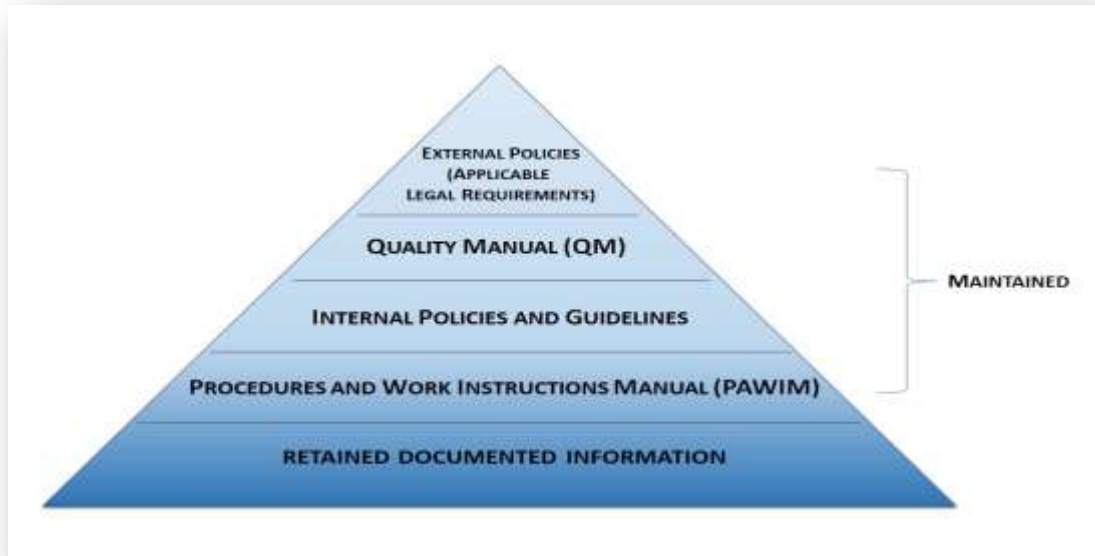 External Policies
(Applicable
Legal Requirements)
Quality Manual (QM)
Internal Policies and Guidelines
Maintained
Procedures and Work Instructions Manual (PAWIM)
RETAINED DOCUMENTED INFORMATION